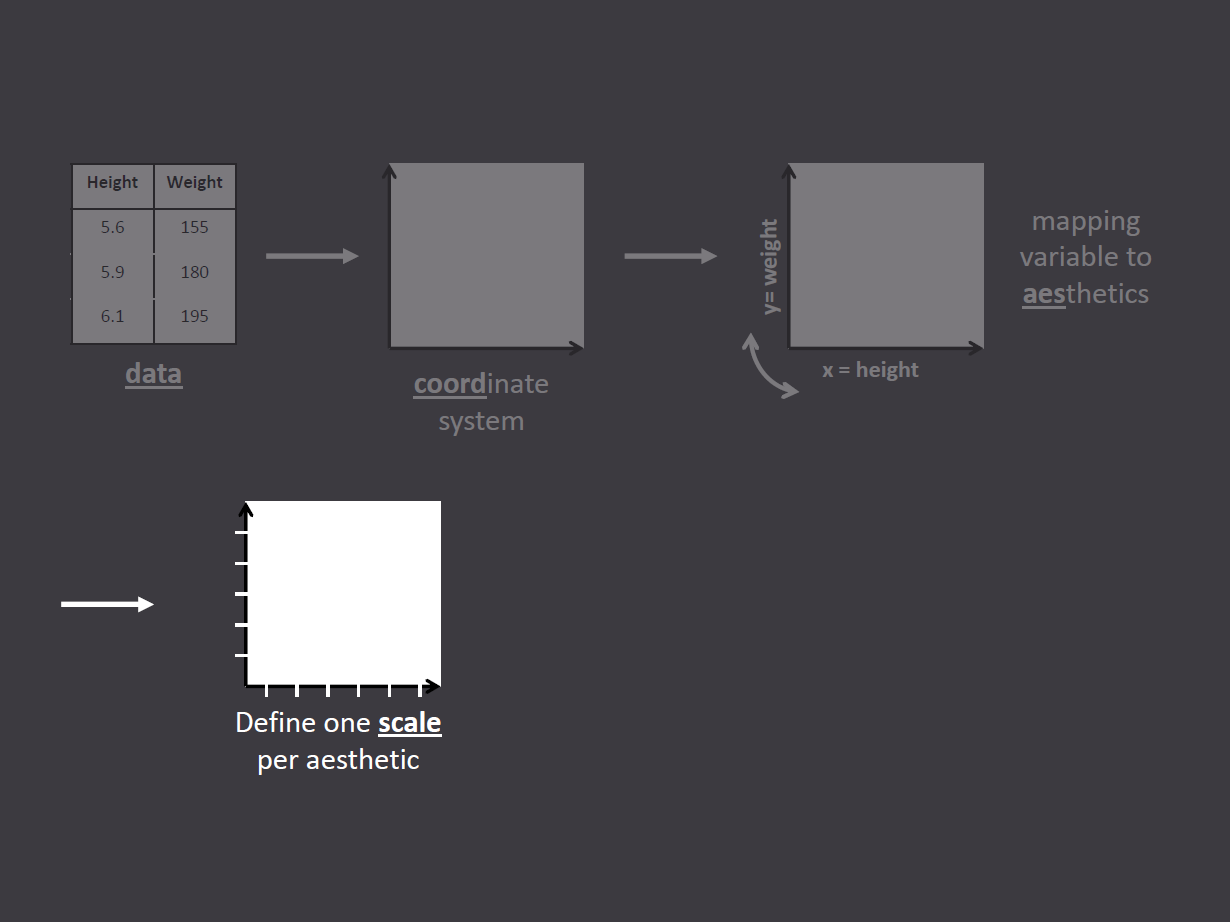 Height Weight
5.6 155
5.9 180
6.1 195
data
coordinate
system
y= weight
x = height
mapping
variable to
aesthetics
Define one scale
per aesthetic